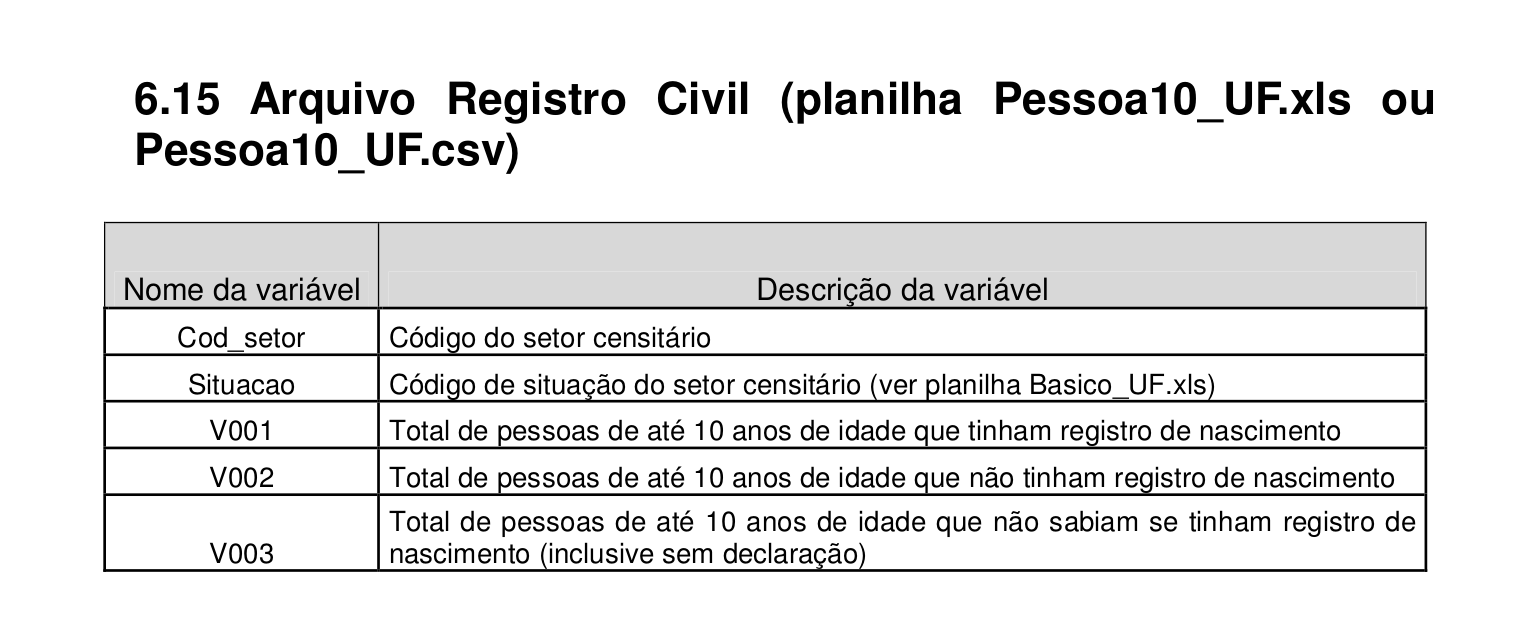 6.15 Arquivo Registro Civil (planilha Pessoa10_UF.xls ou
Pessoa10_UF.csv)
Nome da variável Descrição da variável
Cod_setor Código do setor censitário
Situacao Código de situação do setor censitário (ver planilha Basico_UF.xls)
V001 Total de pessoas de até 10 anos de idade que tinham registro de nascimento
V002 Total de pessoas de até 10 anos de idade que não tinham registro de nascimento
Total de pessoas de até 10 anos de idade que não sabiam se tinham registro de
V003 nascimento (inclusive sem declaração)